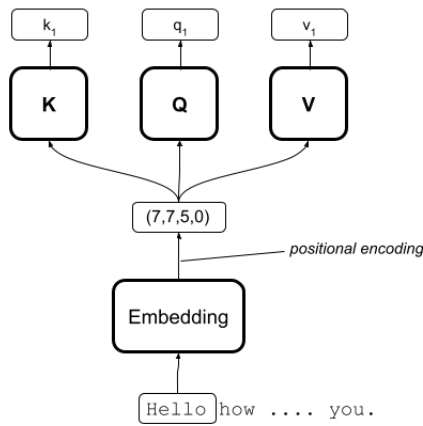 k1 q1 v1
K Q V
(7,7,5,0)
positional encoding
Embedding
Hello how .... you.